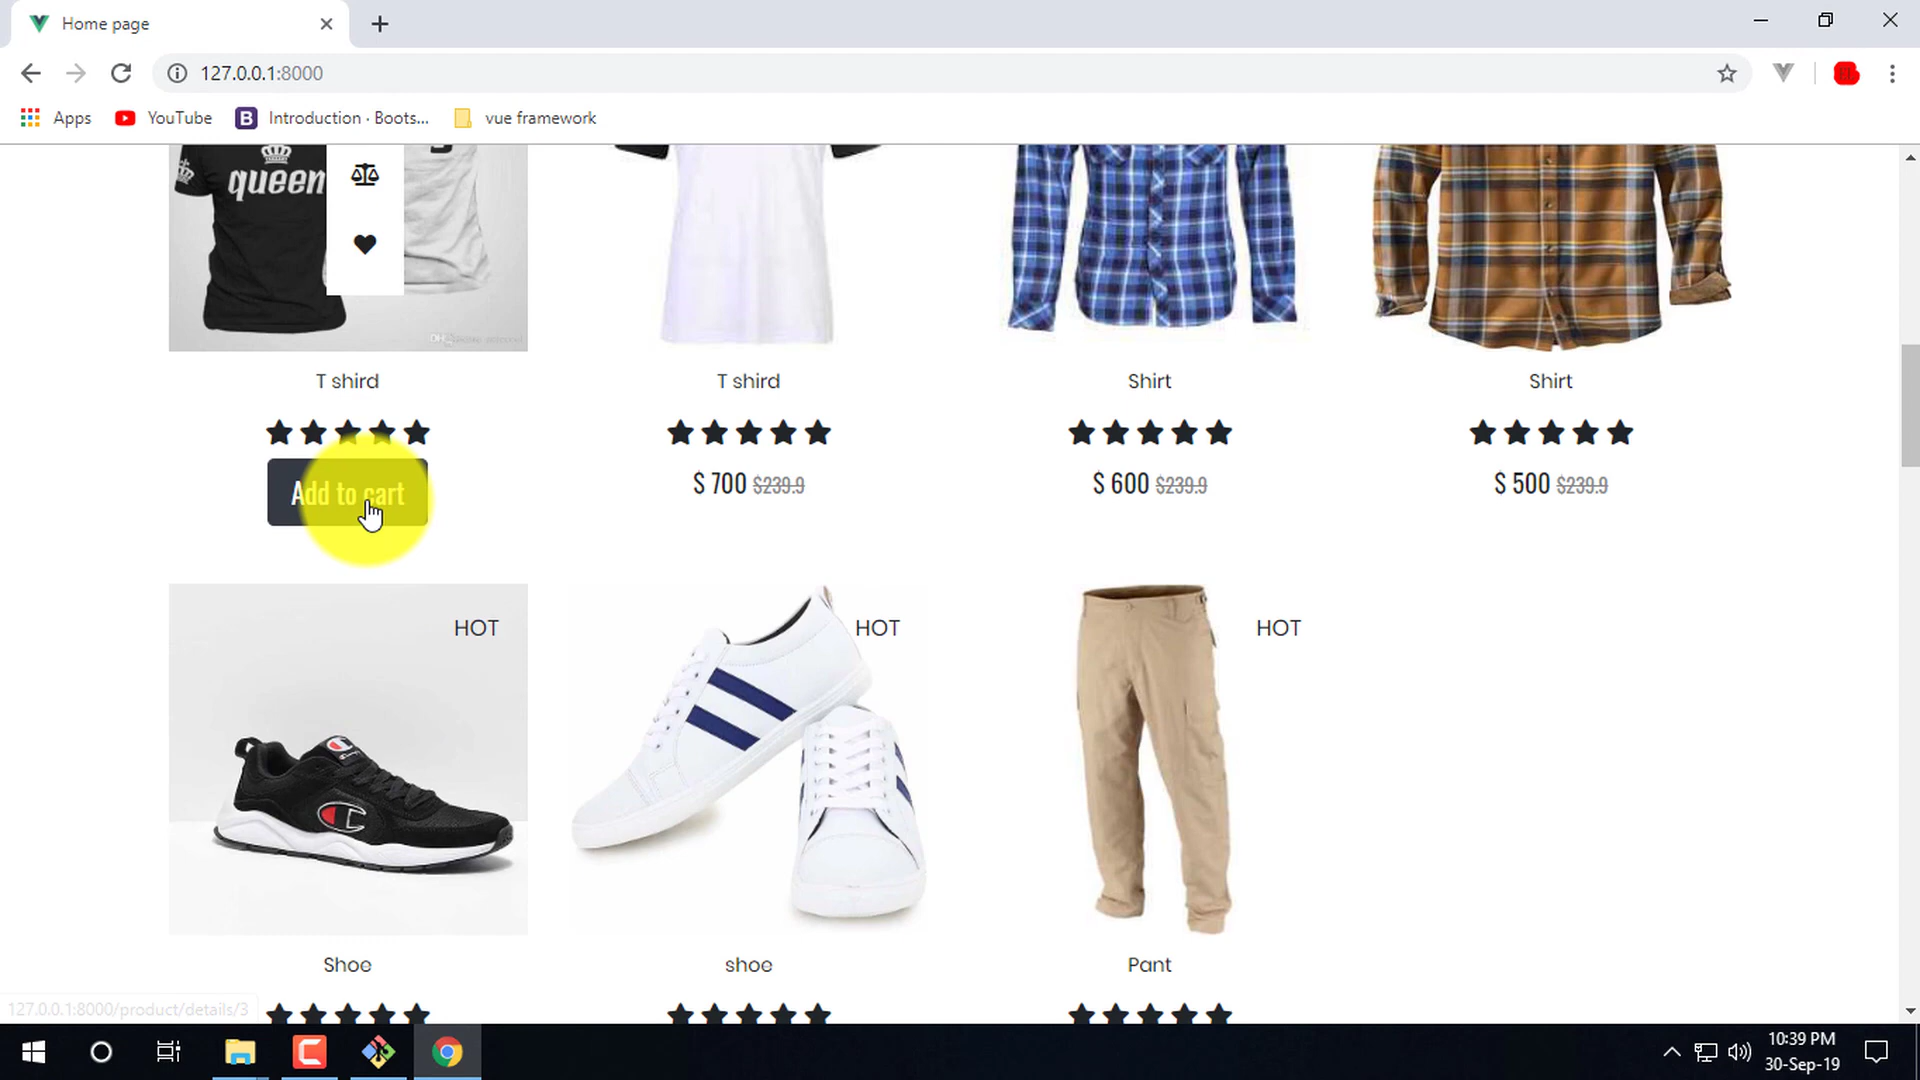 Home page
127.0.0.1:8000
Apps
YouTube
Introduction · Boots...
vue framework
queen
T shird
T shird
Shirt
Shirt
Add to cart
$ 700 $239.9
$ 600 $239.9
$ 500 $239.9
HOT
HOT
HOT
Shoe
shoe
Pant
127.0.0.1:8000/product/details/3
10:39 PM
30-Sep-19